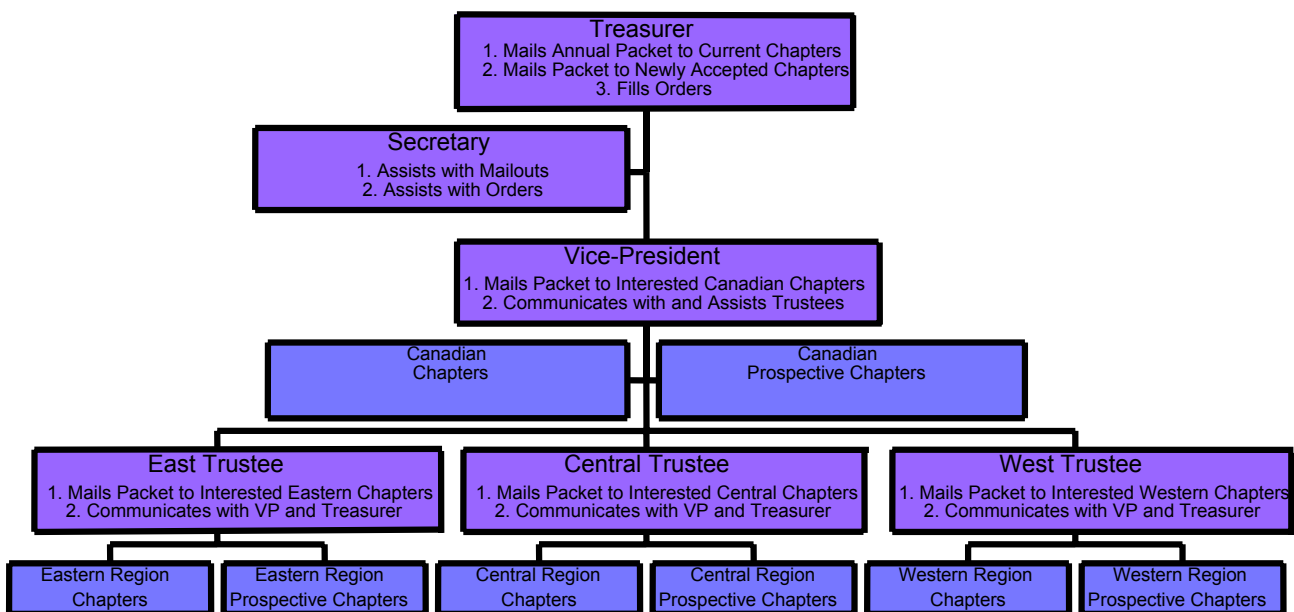 Treasurer
1. Mails Annual Packet to Current Chapters
2. Mails Packet to Newly Accepted Chapters
3. Fills Orders
Secretary
1. Assists with Mailouts
2. Assists with Orders
Vice-President
1. Mails Packet to Interested Canadian Chapters
2. Communicates with and Assists Trustees
Canadian
Chapters
Canadian
Prospective Chapters
East Trustee
1. Mails Packet to Interested Eastern Chapters
2. Communicates with VP and Treasurer
Central Trustee
1. Mails Packet to Interested Central Chapters
2. Communicates with VP and Treasurer
West Trustee
1. Mails Packet to Interested Western Chapters
2. Communicates with VP and Treasurer
Eastern Region
Chapters
Eastern Region
Prospective Chapters
Central Region
Chapters
Central Region
Prospective Chapters
Western Region
Chapters
Western Region
Prospective Chapters